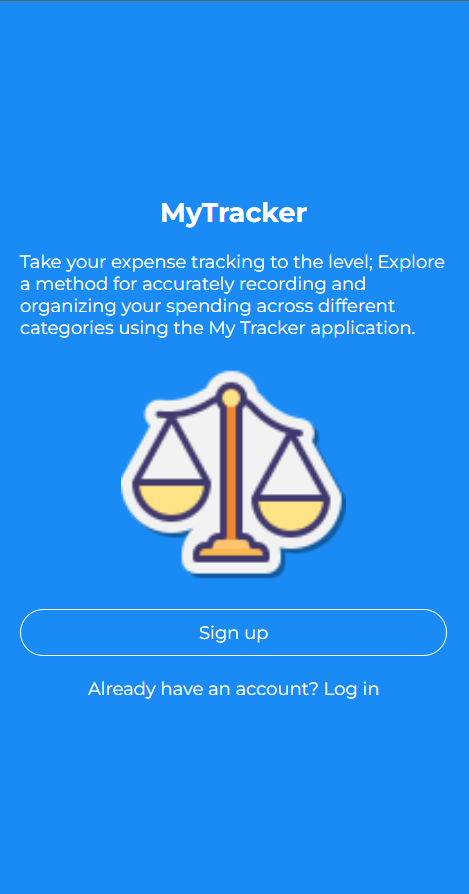 MyTracker
Take your expense tracking to the level; Explore
a method for accurately recording and
organizing your spending across different
categories using the My Tracker application.
Sign up
Already have an account? Log in